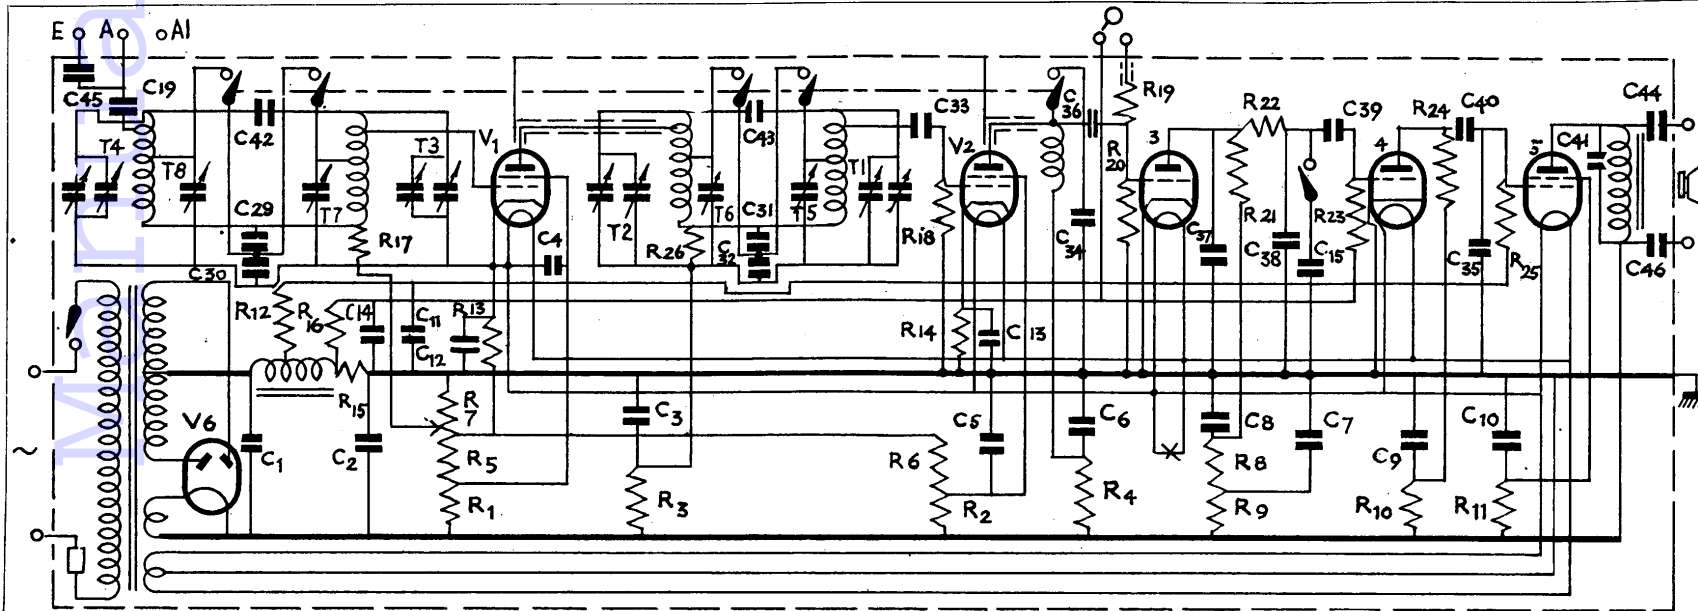 E A A1
C45 C19
C42
T4 T8 T7 T3
C29
C30
R17
V1
C4
T2
R26
C43
T6 C31 T5 T1
C32
C33
R18
V2
C36
C34
R19
R20
3
R22
C37
R21
C38
C39
C15
R23
4
R24
C40
C35
R25
5
C41
C44
C46
R12
R16
C14
C11
C12
R13
R14
C13
R15
V6
C1
C2
R7
R5
R1
C3
R3
R6
C5
R2
C6
R4
C8
R8
R9
C7
C9
R10
C10
R11
~